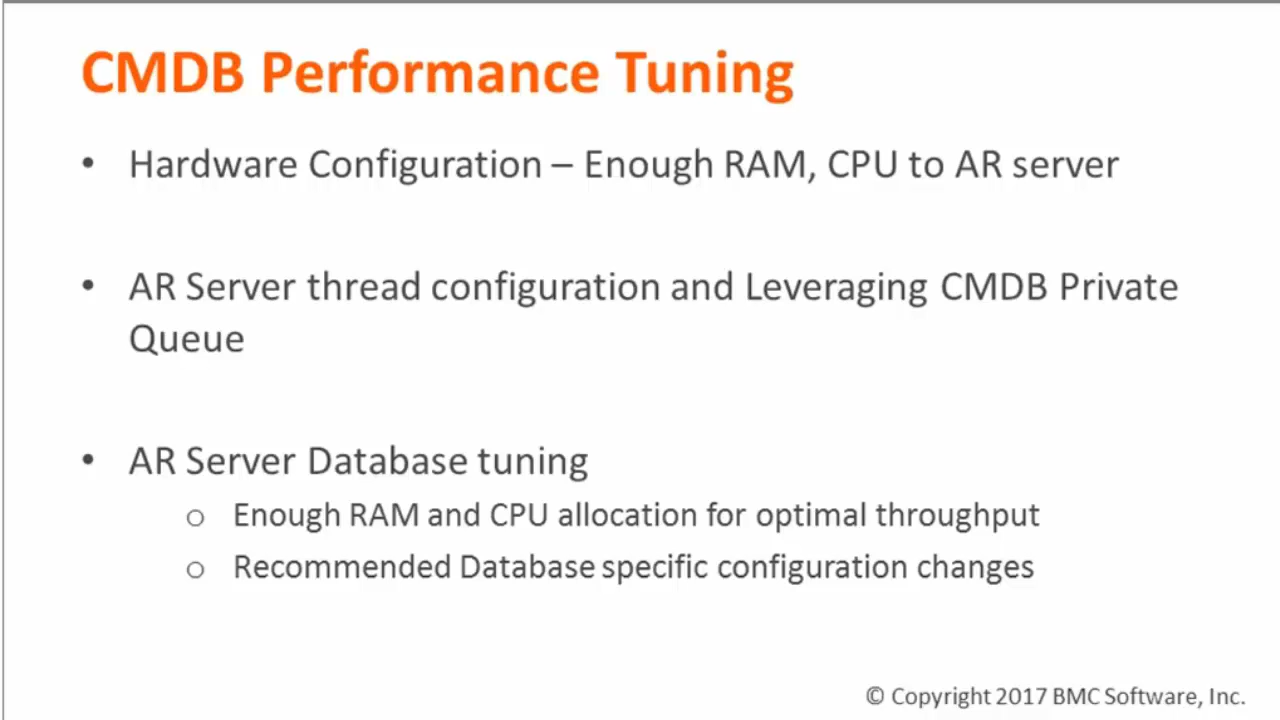 CMDB Performance Tuning
• Hardware Configuration – Enough RAM, CPU to AR server
• AR Server thread configuration and Leveraging CMDB Private
Queue
• AR Server Database tuning
○ Enough RAM and CPU allocation for optimal throughput
○ Recommended Database specific configuration changes
© Copyright 2017 BMC Software, Inc.